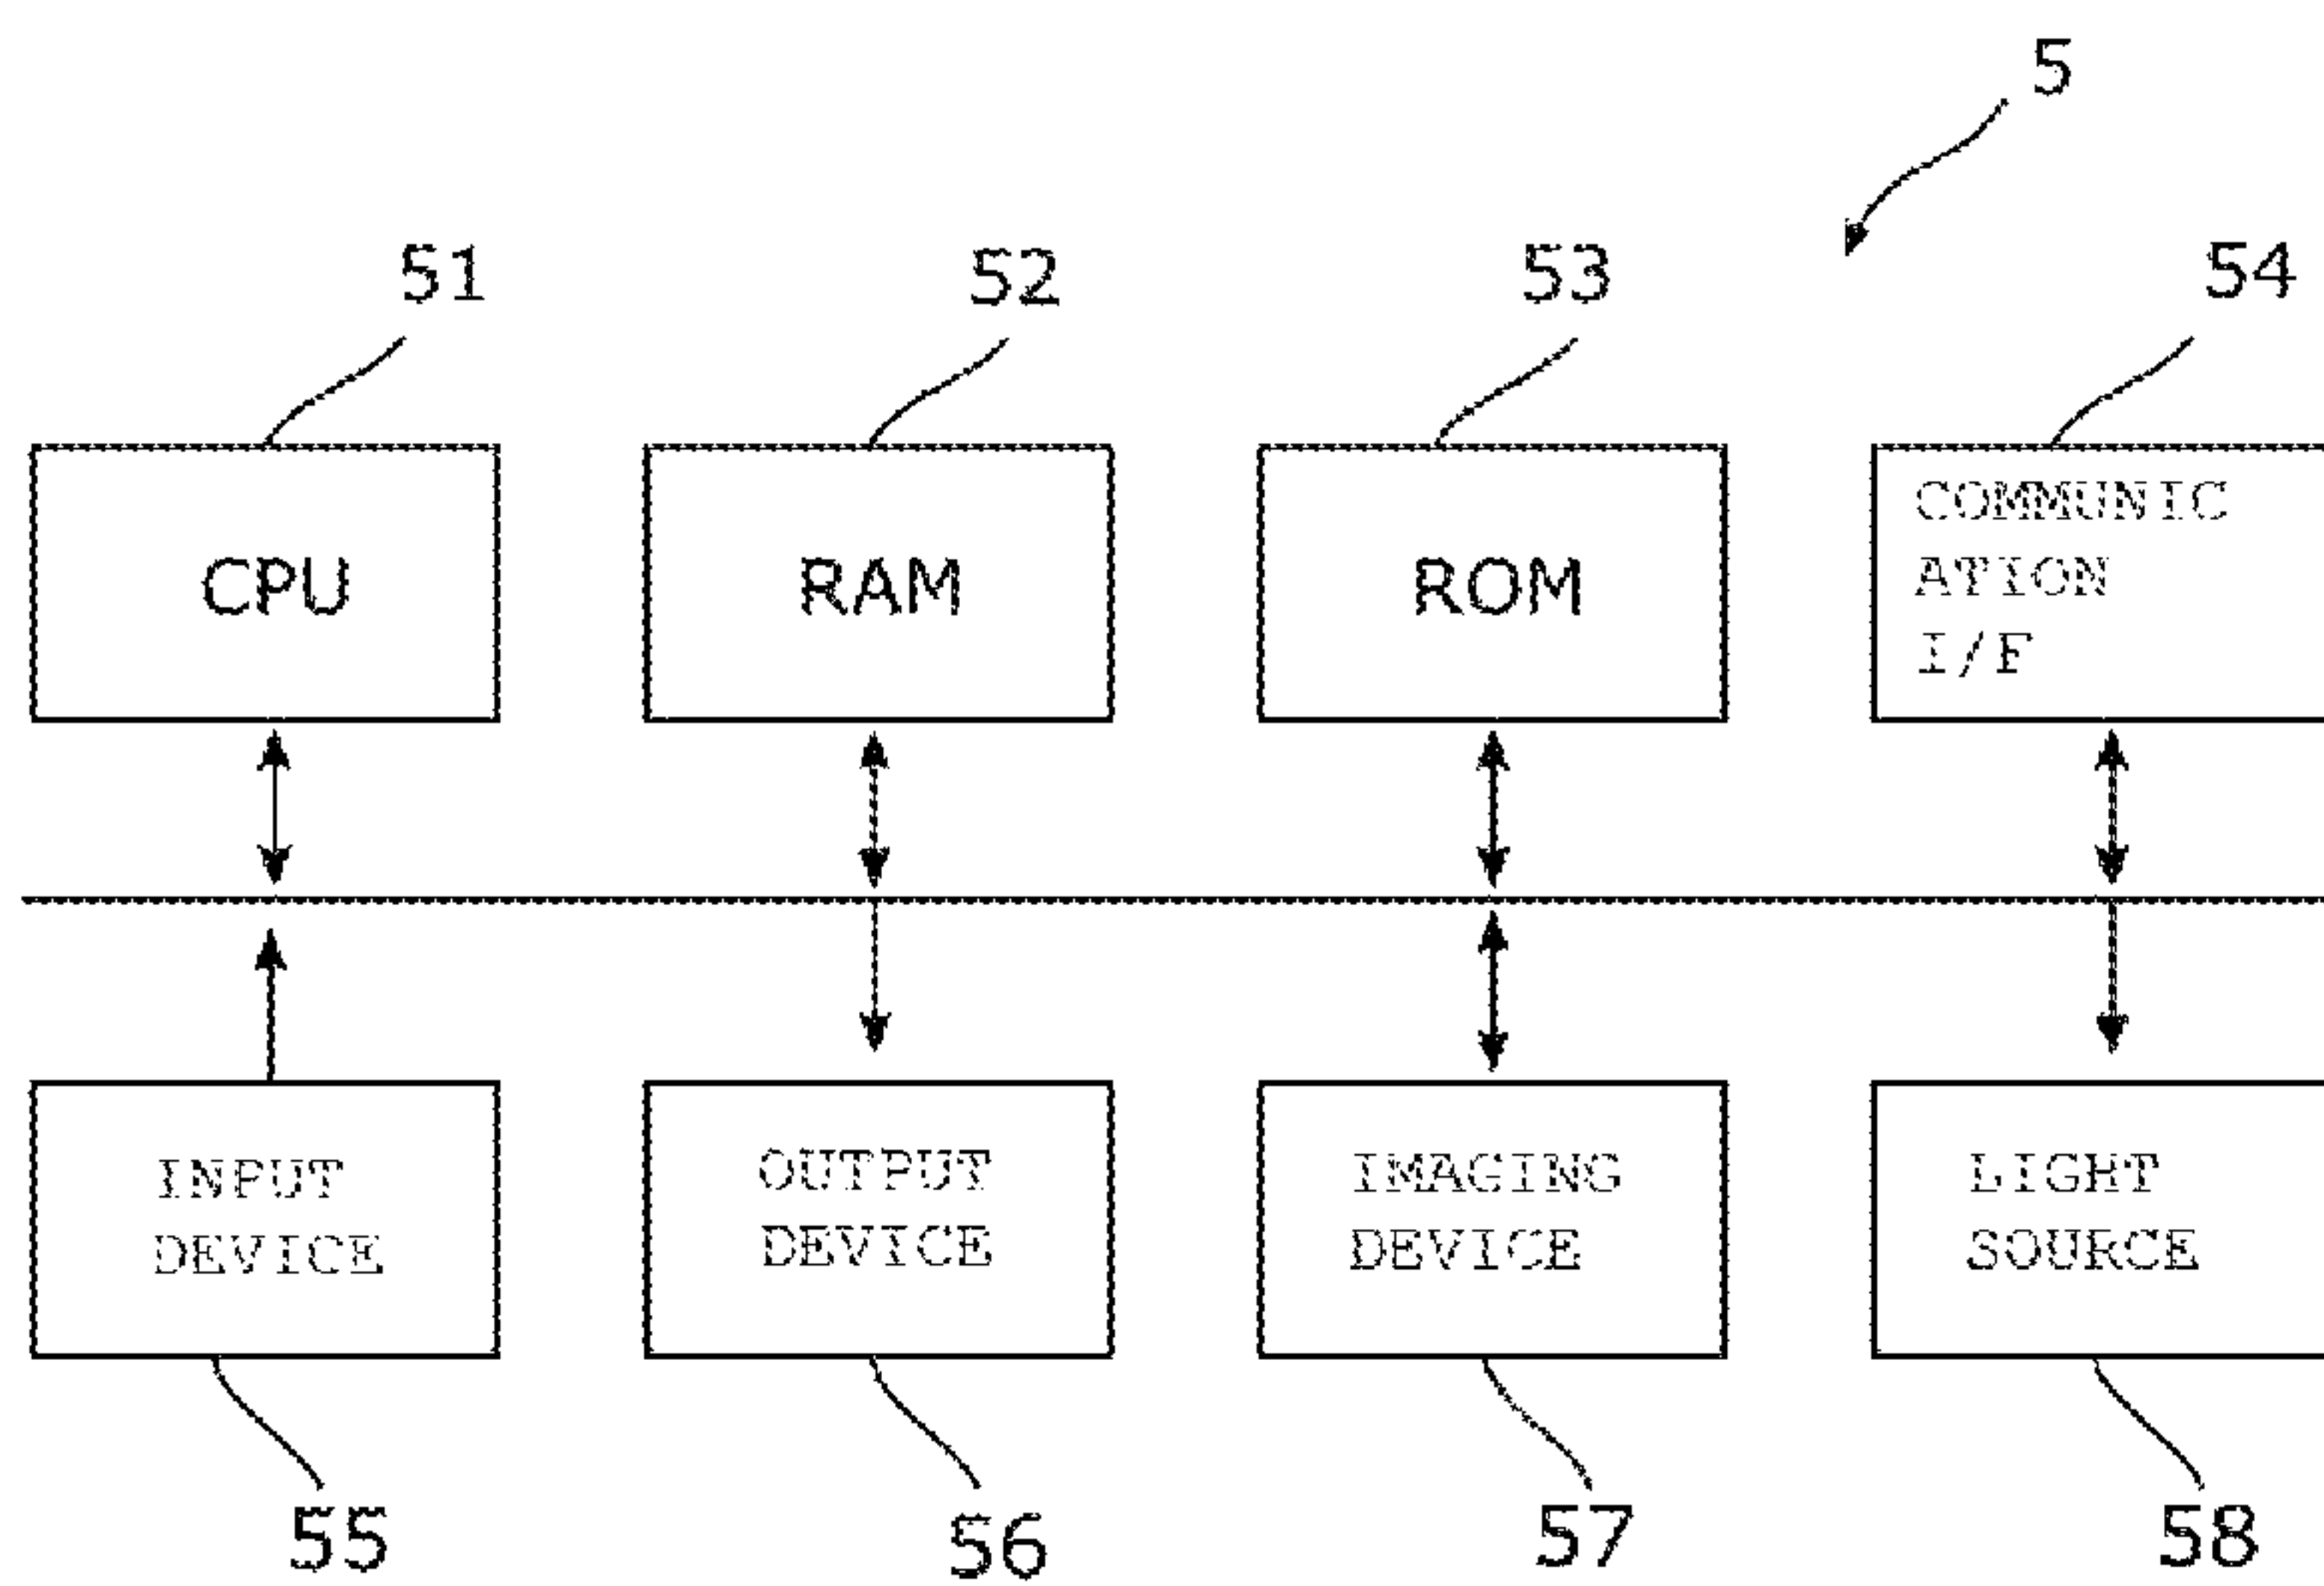 5
51
52
53
54
CPU
RAM
ROM
COMMUNIC
ATION
I/F
INPUT
DEVICE
OUTPUT
DEVICE
IMAGING
DEVICE
LIGHT
SOURCE
55
56
57
58